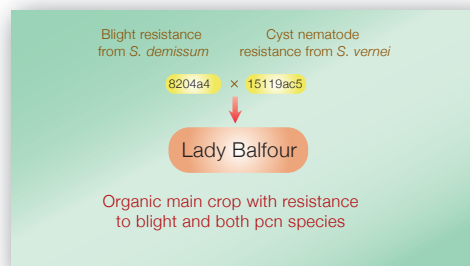 Blight resistance from S. demissum
Cyst nematode resistance from S. vernei
8204a4 × 15119ac5
Lady Balfour
Organic main crop with resistance
to blight and both pcn species